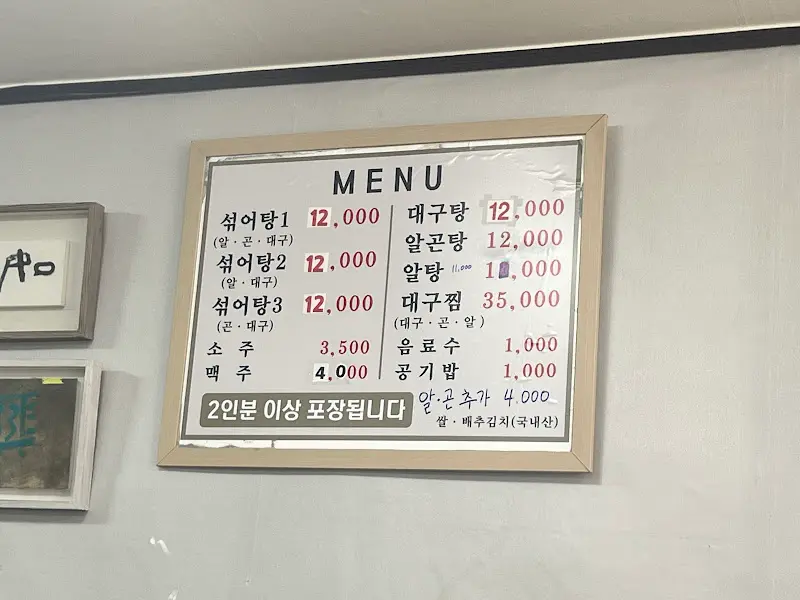 MENU
섞어탕1 12,000
(알·곤·대구)
섞어탕2 12,000
(알·대구)
섞어탕3 12,000
(곤·대구)
소 주 3,500
맥 주 4,000
대구탕 12,000
알곤탕 12,000
알탕 11,000
대구찜 35,000
(대구·곤·알)
음료수 1,000
공기밥 1,000
2인분 이상 포장됩니다
알·곤 추가 4.000
쌀·배추김치(국내산)